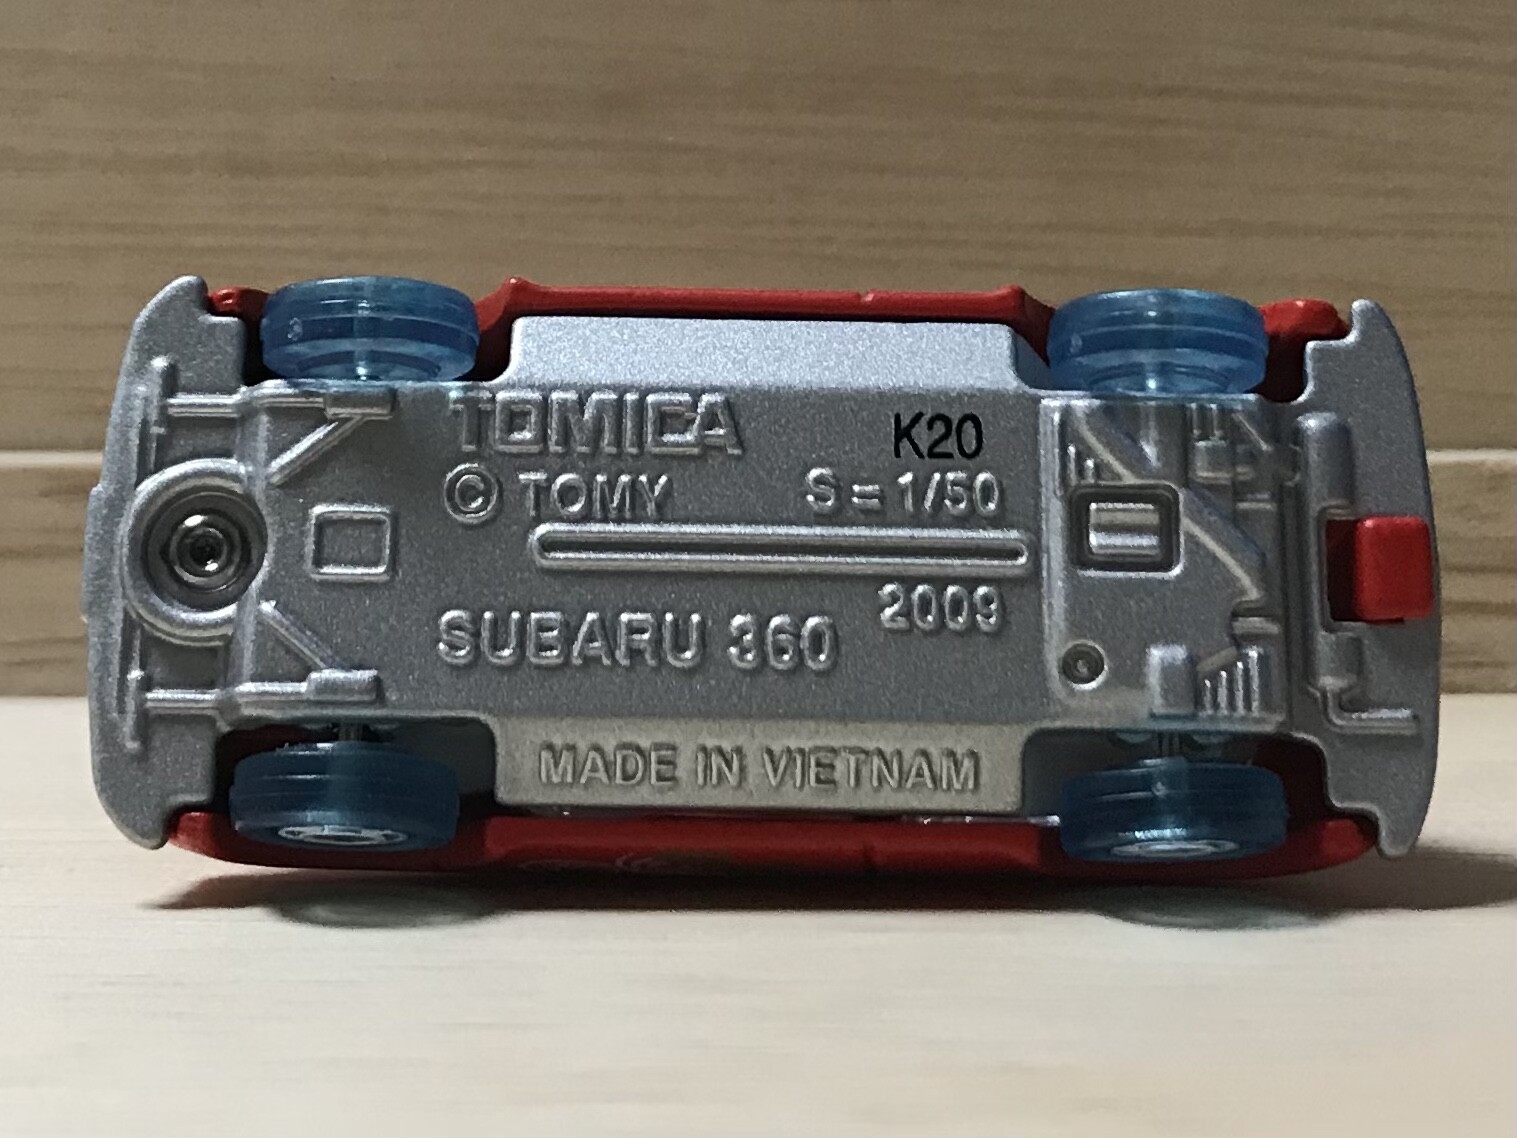 TOMICA
K20
© TOMY
S = 1/50
2009
SUBARU 360
MADE IN VIETNAM